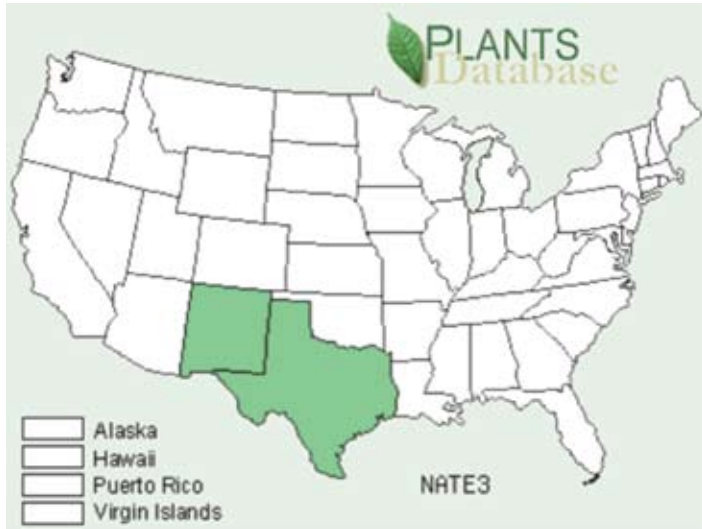 PLANTS
Database
Alaska
Hawaii
Puerto Rico
Virgin Islands
NATE3